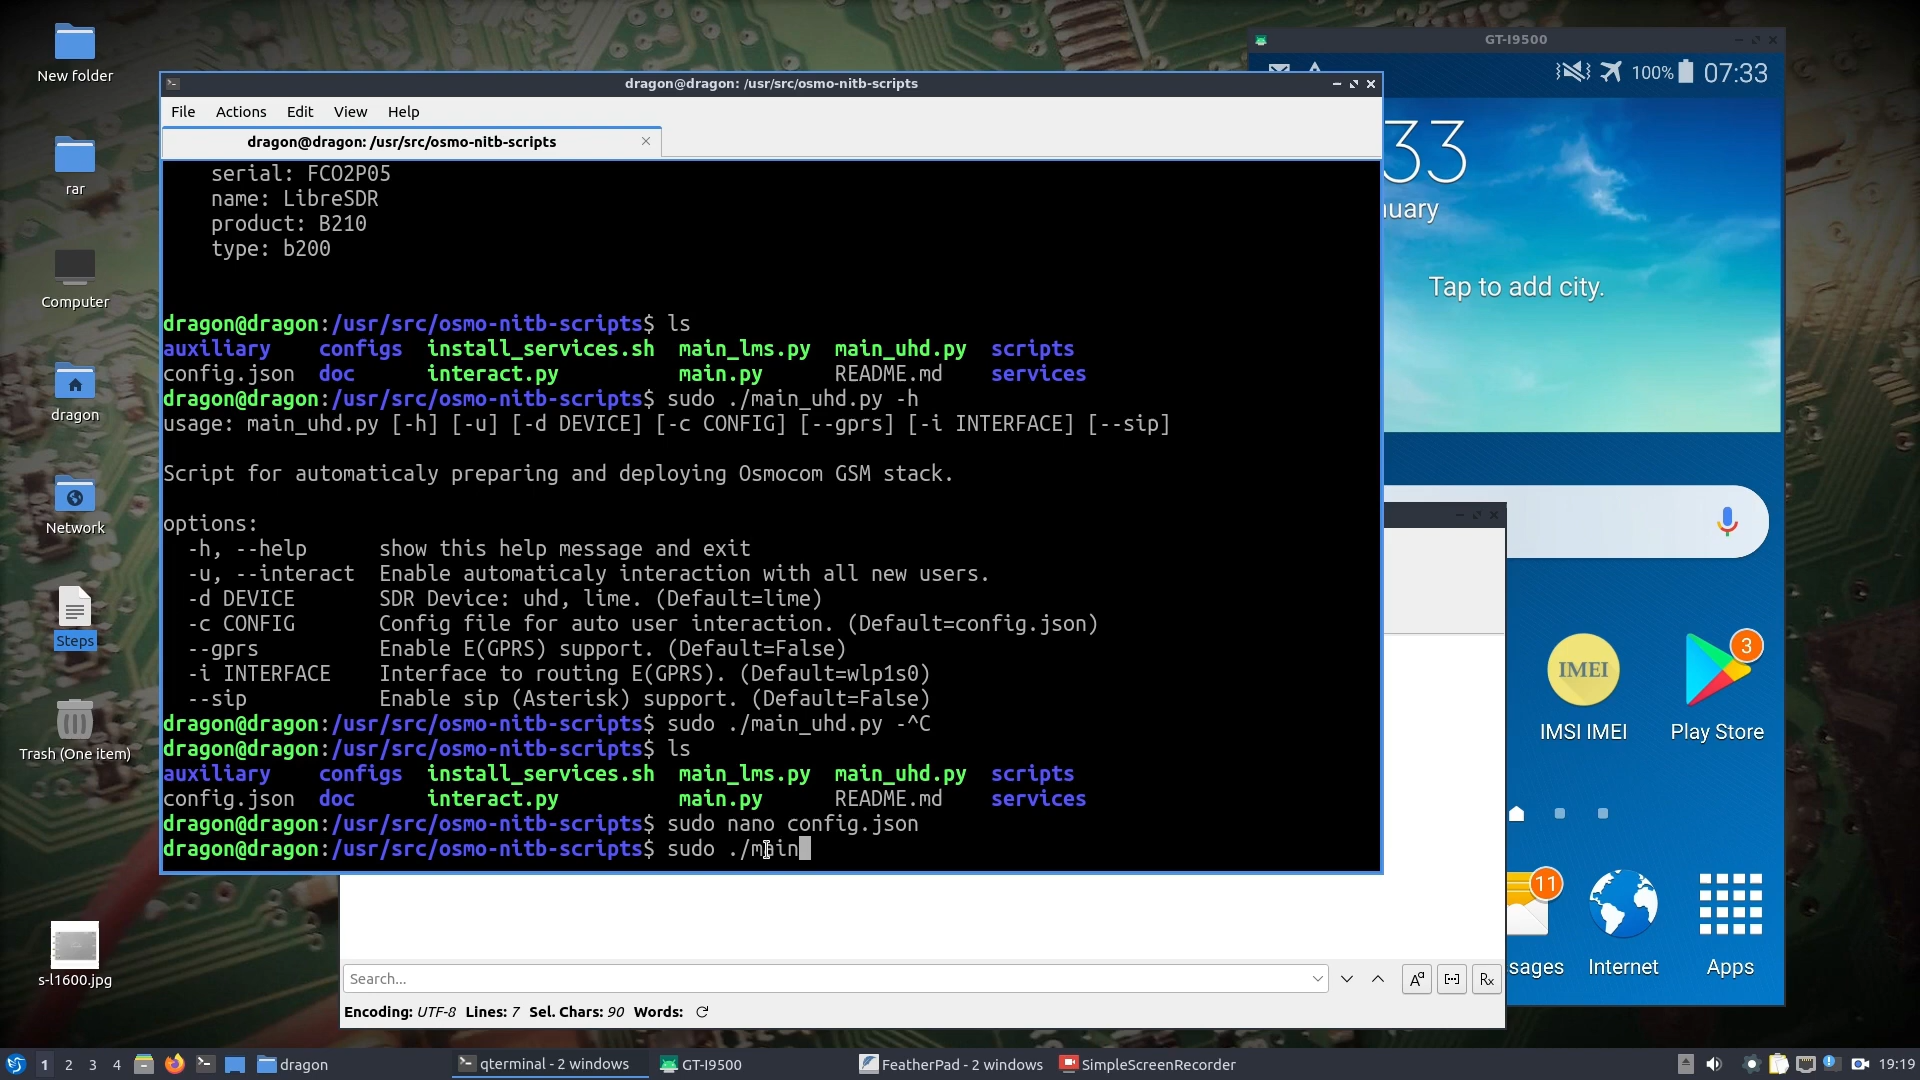 New folder
rar
Computer
dragon
Network
Steps
Trash (One item)
s-l1600.jpg
dragon@dragon: /usr/src/osmo-nitb-scripts
File Actions Edit View Help
dragon@dragon: /usr/src/osmo-nitb-scripts
serial: FCO2P05
name: LibreSDR
product: B210
type: b200
dragon@dragon:/usr/src/osmo-nitb-scripts$ ls
auxiliary configs install_services.sh main_lms.py main_uhd.py scripts
config.json doc interact.py main.py README.md services
dragon@dragon:/usr/src/osmo-nitb-scripts$ sudo ./main_uhd.py -h
usage: main_uhd.py [-h] [-u] [-d DEVICE] [-c CONFIG] [--gprs] [-i INTERFACE] [--sip]
Script for automaticaly preparing and deploying Osmocom GSM stack.
options:
-h, --help show this help message and exit
-u, --interact Enable automaticaly interaction with all new users.
-d DEVICE SDR Device: uhd, lime. (Default=lime)
-c CONFIG Config file for auto user interaction. (Default=config.json)
--gprs Enable E(GPRS) support. (Default=False)
-i INTERFACE Interface to routing E(GPRS). (Default=wlp1s0)
--sip Enable sip (Asterisk) support. (Default=False)
dragon@dragon:/usr/src/osmo-nitb-scripts$ sudo ./main_uhd.py -^C
dragon@dragon:/usr/src/osmo-nitb-scripts$ ls
auxiliary configs install_services.sh main_lms.py main_uhd.py scripts
config.json doc interact.py main.py README.md services
dragon@dragon:/usr/src/osmo-nitb-scripts$ sudo nano config.json
dragon@dragon:/usr/src/osmo-nitb-scripts$ sudo ./main
GT-I9500
100% 07:33
33
nuary
Tap to add city.
IMEI
3
IMSI IMEI Play Store
11
sages Internet Apps
Search...
Encoding: UTF-8 Lines: 7 Sel. Chars: 90 Words:
1 2 3 4 dragon qterminal - 2 windows GT-I9500 FeatherPad - 2 windows SimpleScreenRecorder 19:19